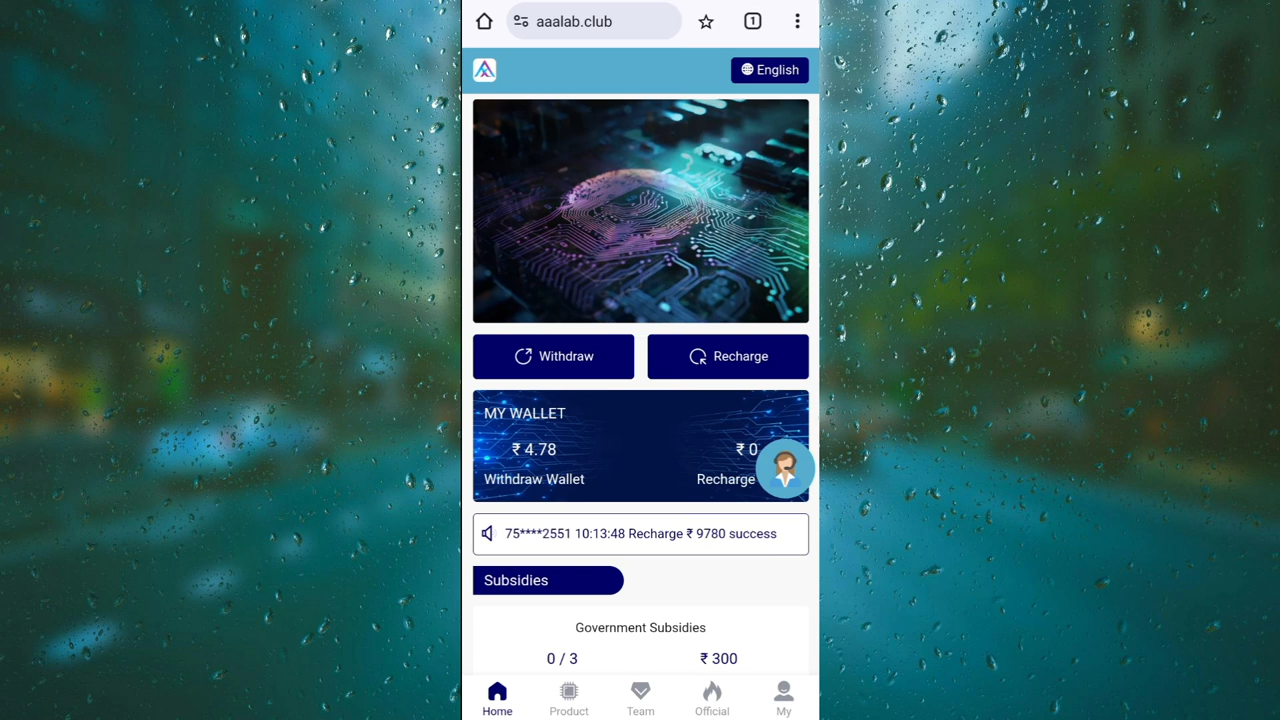 aaalab.club
1
English
Withdraw
Recharge
MY WALLET
₹ 4.78
₹ 0
Withdraw Wallet
Recharge
75****2551 10:13:48 Recharge ₹ 9780 success
Subsidies
Government Subsidies
0 / 3
₹ 300
Home
Product
Team
Official
My